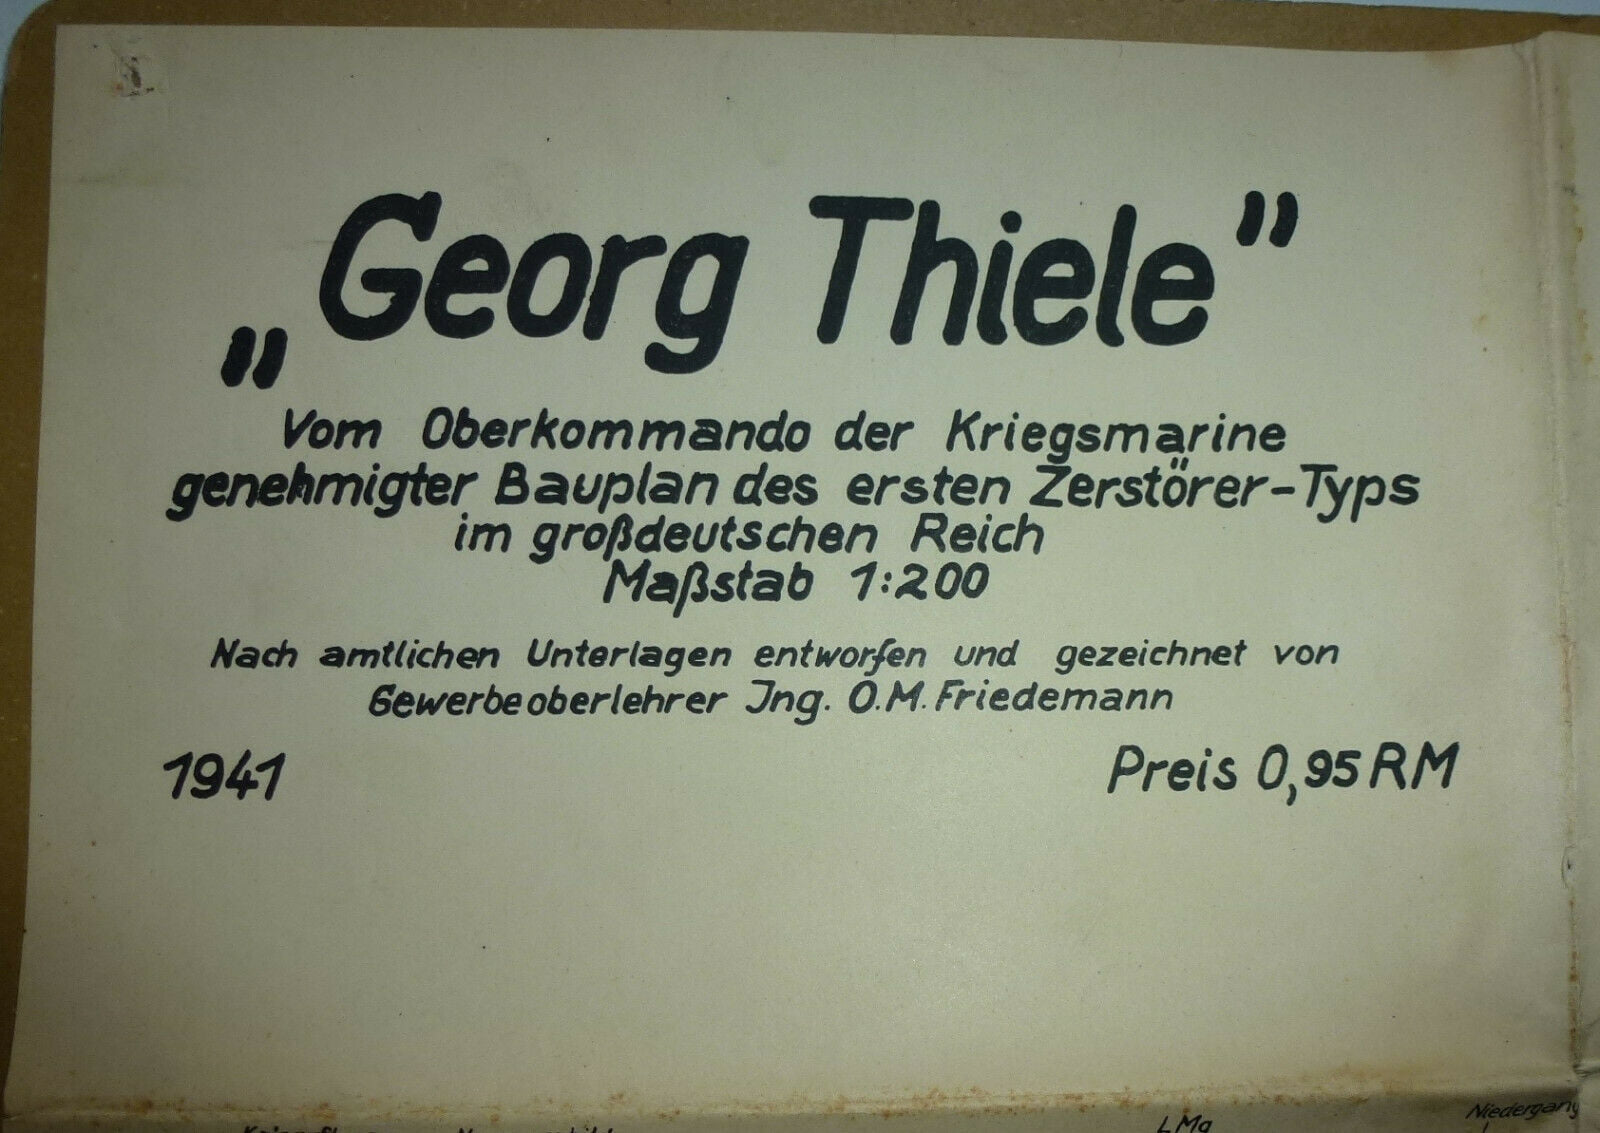 „Georg Thiele”
Vom Oberkommando der Kriegsmarine
genehmigter Bauplan des ersten Zerstörer-Typs
im großdeutschen Reich
Maßstab 1:200
Nach amtlichen Unterlagen entworfen und gezeichnet von
Gewerbeoberlehrer Jng. O.M. Friedemann
1941 Preis 0,95 RM
Niedergang
L Mg